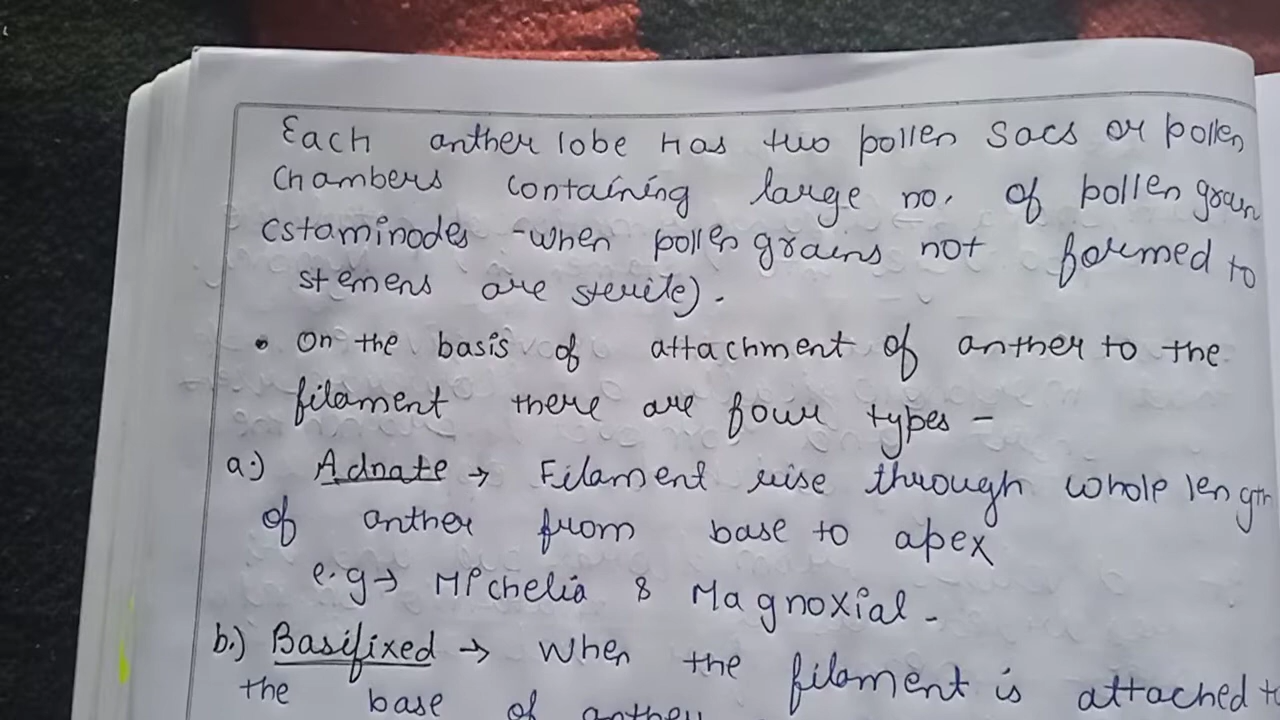 Each anther lobe has two pollen sacs or pollen
chambers containing large no. of pollen grain
cstaminodes - when pollen grains not formed to
stemens are sterile).
• On the basis of attachment of anther to the
filament there are four types -
a:) Adnate → Filament rise through whole length
of anther from base to apex
e.g → Michelia & Magnoxial -
b.) Basifixed → When the filament is attached to
the base of anther